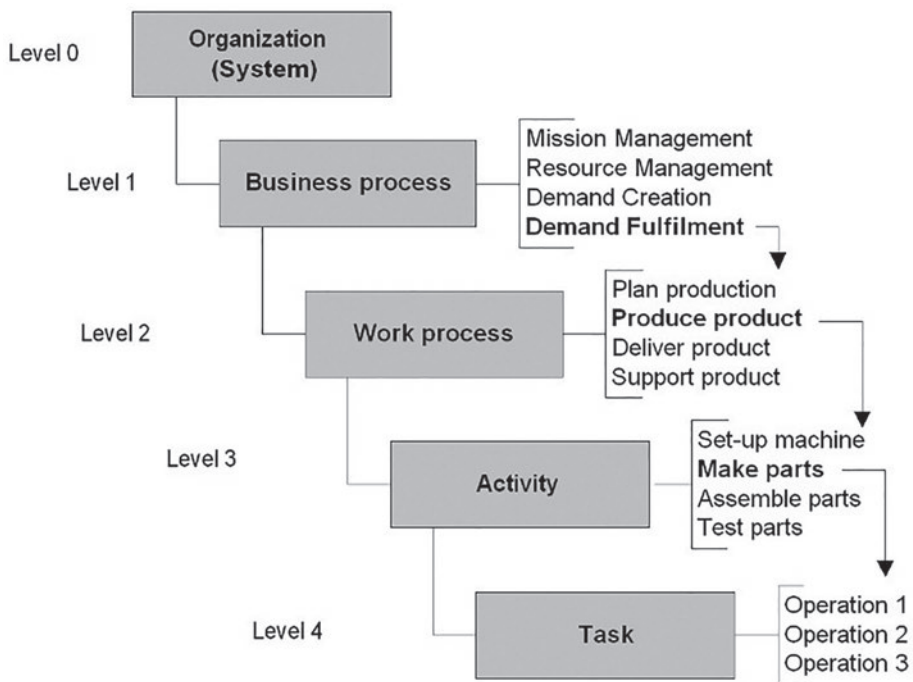 Level 0
Organization
(System)
Level 1
Business process
Mission Management
Resource Management
Demand Creation
Demand Fulfilment
Level 2
Work process
Plan production
Produce product
Deliver product
Support product
Level 3
Activity
Set-up machine
Make parts
Assemble parts
Test parts
Level 4
Task
Operation 1
Operation 2
Operation 3